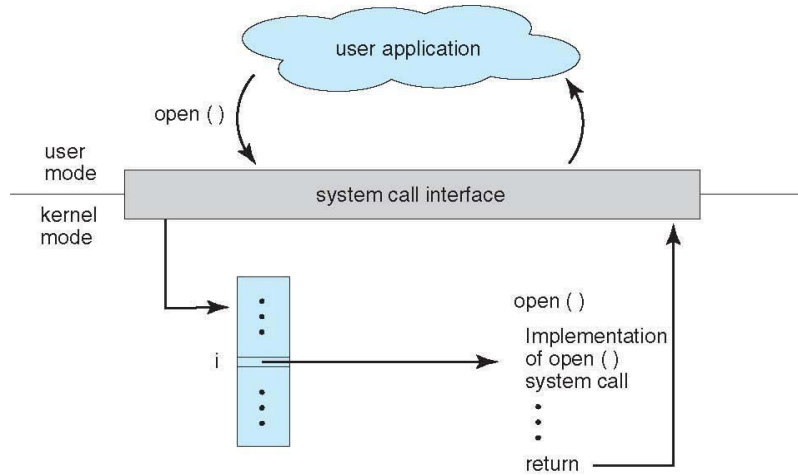 user application
open ( )
user
mode
system call interface
kernel
mode
open ( )
i
Implementation
of open ( )
system call
return